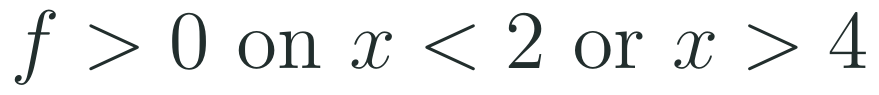 f > 0 on x < 2 or x > 4